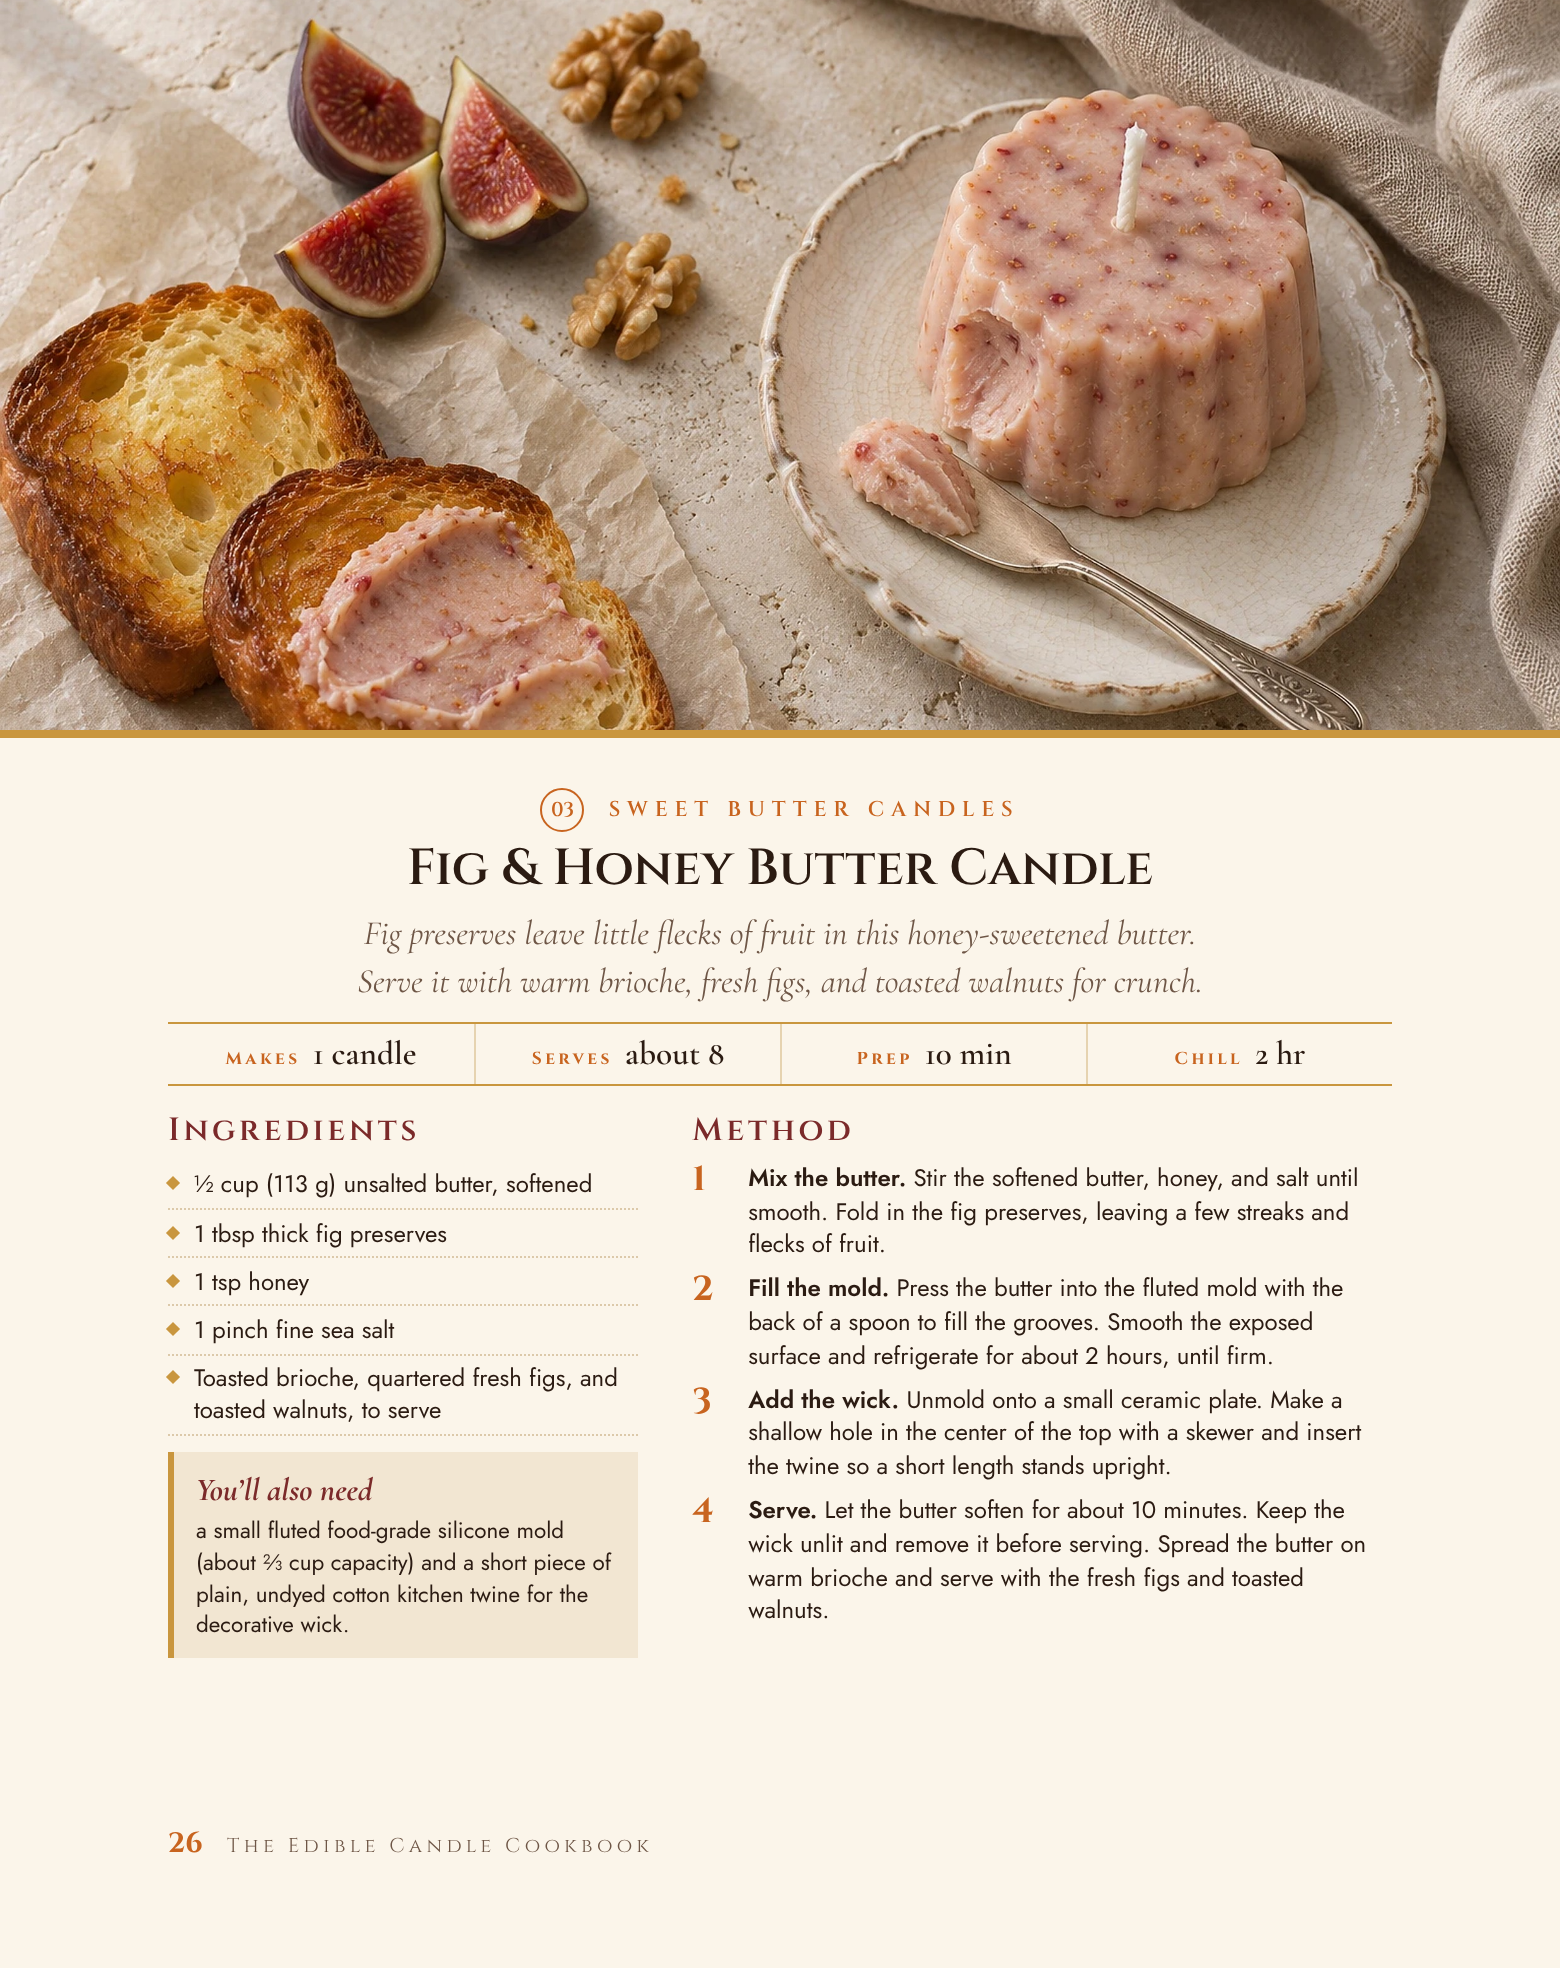 03 SWEET BUTTER CANDLES
Fig & Honey Butter Candle
Fig preserves leave little flecks of fruit in this honey-sweetened butter.
Serve it with warm brioche, fresh figs, and toasted walnuts for crunch.
Makes 1 candle Serves about 8 Prep 10 min Chill 2 hr
Ingredients
½ cup (113 g) unsalted butter, softened
1 tbsp thick fig preserves
1 tsp honey
1 pinch fine sea salt
Toasted brioche, quartered fresh figs, and
toasted walnuts, to serve
You’ll also need
a small fluted food-grade silicone mold
(about ⅔ cup capacity) and a short piece of
plain, undyed cotton kitchen twine for the
decorative wick.
Method
1 Mix the butter. Stir the softened butter, honey, and salt until
smooth. Fold in the fig preserves, leaving a few streaks and
flecks of fruit.
2 Fill the mold. Press the butter into the fluted mold with the
back of a spoon to fill the grooves. Smooth the exposed
surface and refrigerate for about 2 hours, until firm.
3 Add the wick. Unmold onto a small ceramic plate. Make a
shallow hole in the center of the top with a skewer and insert
the twine so a short length stands upright.
4 Serve. Let the butter soften for about 10 minutes. Keep the
wick unlit and remove it before serving. Spread the butter on
warm brioche and serve with the fresh figs and toasted
walnuts.
26 The Edible Candle Cookbook